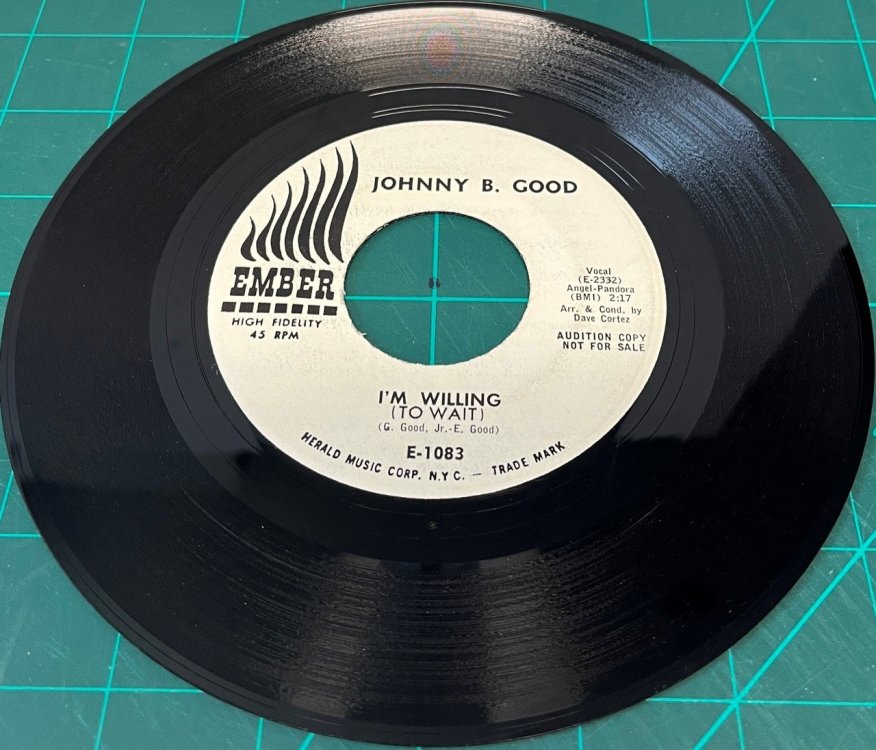 JOHNNY B. GOOD
EMBER
HIGH FIDELITY
45 RPM
Vocal
(E-2332)
Angel-Pandora
(BMI) 2:17
Arr. & Cond. by
Dave Cortez
AUDITION COPY
NOT FOR SALE
I'M WILLING
(TO WAIT)
(G. Good, Jr.-E. Good)
E-1083
HERALD MUSIC CORP. N.Y.C. — TRADE MARK